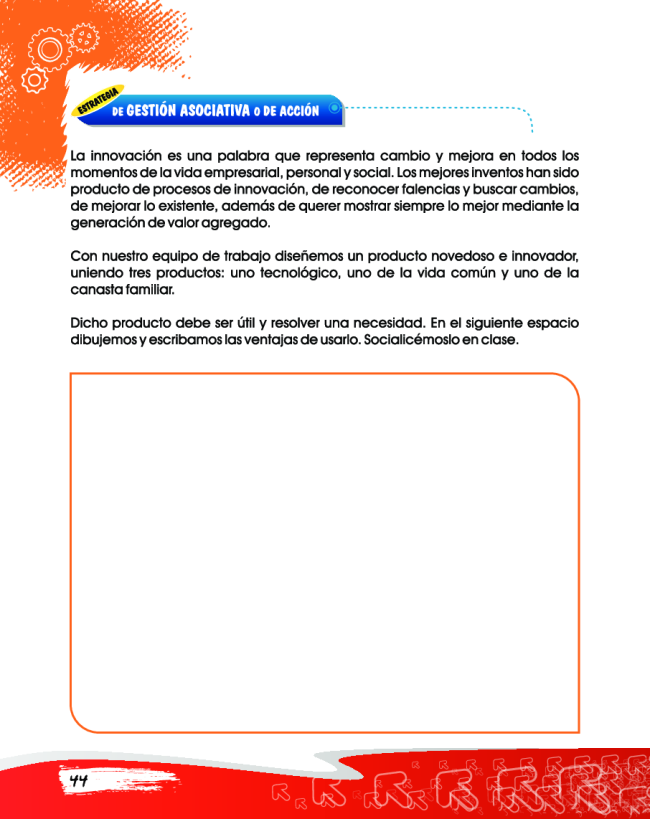 ESTRATEGIA
DE GESTIÓN ASOCIATIVA O DE ACCIÓN
La innovación es una palabra que representa cambio y mejora en todos los
momentos de la vida empresarial, personal y social. Los mejores inventos han sido
producto de procesos de innovación, de reconocer falencias y buscar cambios,
de mejorar lo existente, además de querer mostrar siempre lo mejor mediante la
generación de valor agregado.
Con nuestro equipo de trabajo diseñemos un producto novedoso e innovador,
uniendo tres productos: uno tecnológico, uno de la vida común y uno de la
canasta familiar.
Dicho producto debe ser útil y resolver una necesidad. En el siguiente espacio
dibujemos y escribamos las ventajas de usarlo. Socialicémoslo en clase.
44